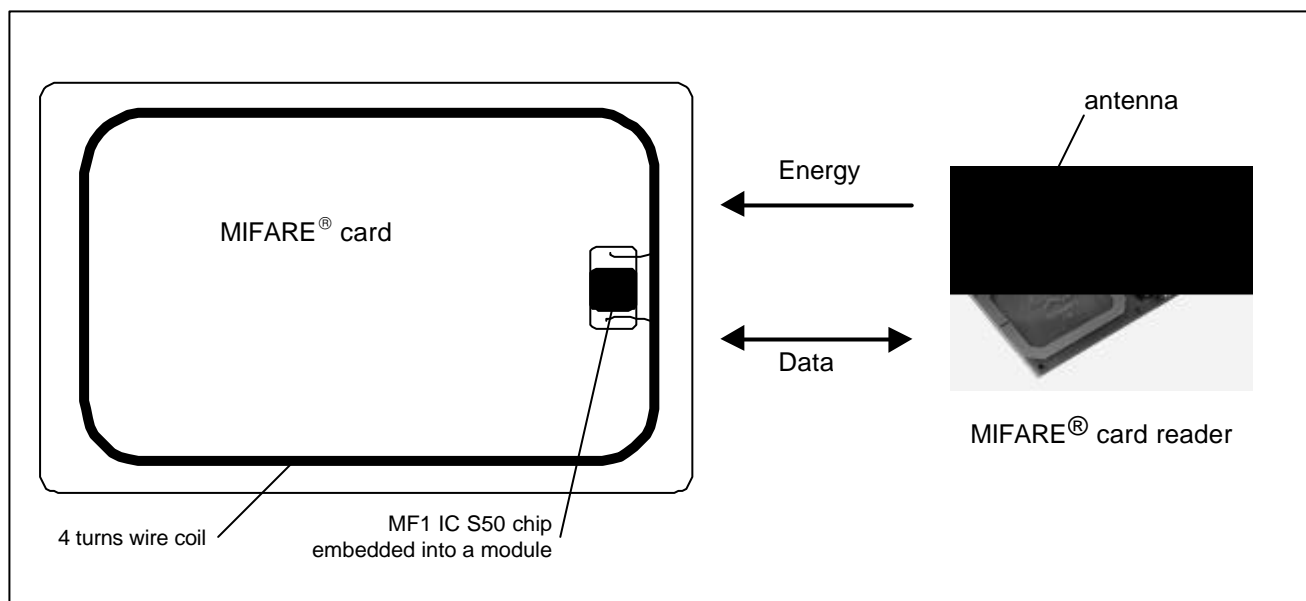 antenna
Energy
MIFARE® card
Data
MIFARE® card reader
4 turns wire coil
MF1 IC S50 chip
embedded into a module